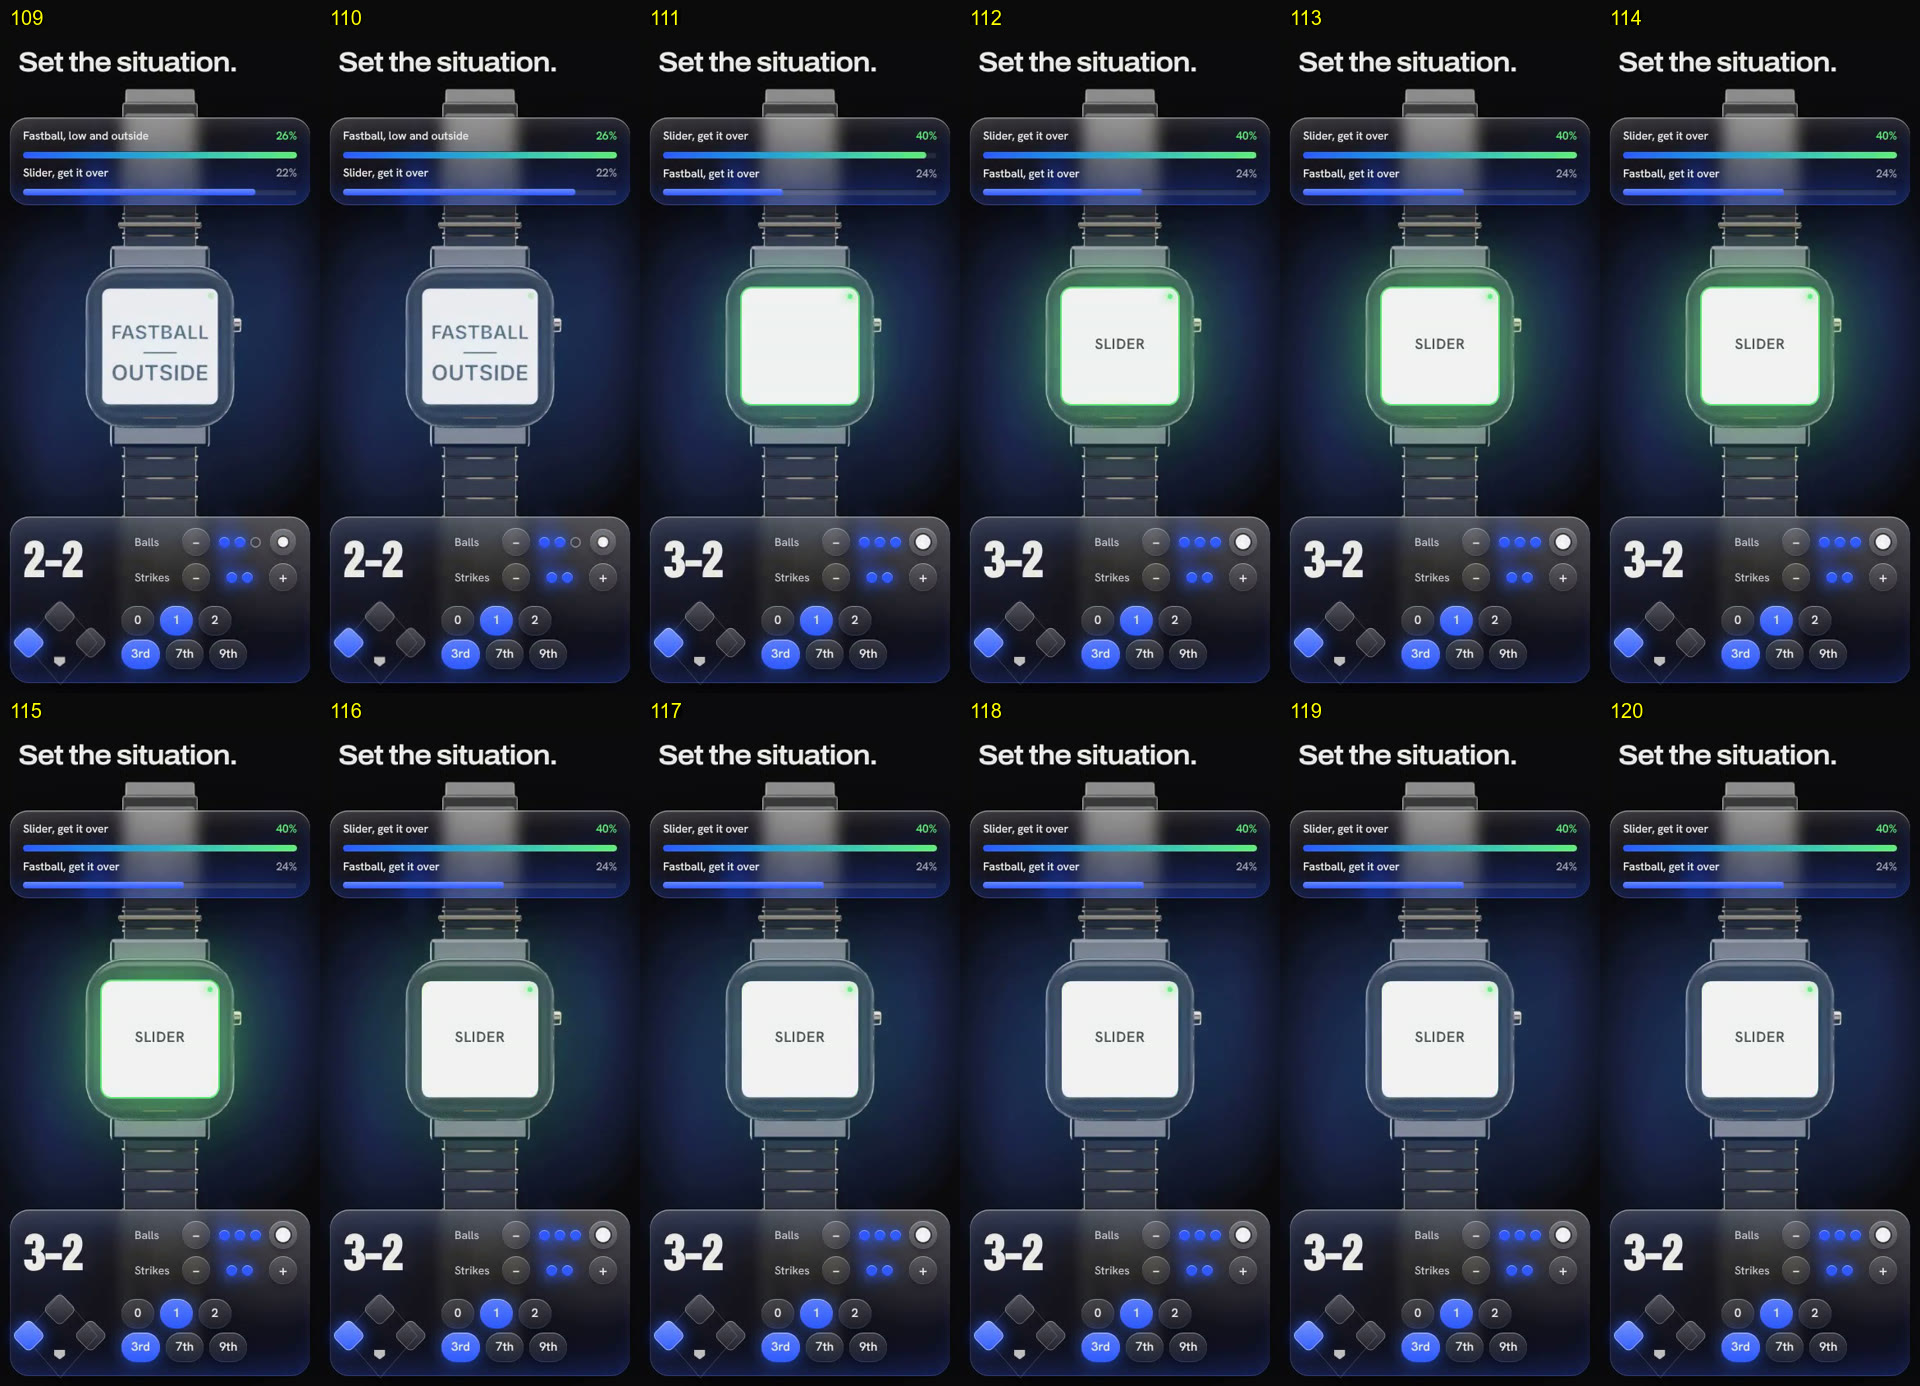 109
Set the situation.
Fastball, low and outside 26%
Slider, get it over 22%
FASTBALL
OUTSIDE
2-2
Balls –
Strikes – +
0 1 2
3rd 7th 9th
110
Set the situation.
Fastball, low and outside 26%
Slider, get it over 22%
FASTBALL
OUTSIDE
2-2
Balls –
Strikes – +
0 1 2
3rd 7th 9th
111
Set the situation.
Slider, get it over 40%
Fastball, get it over 24%
3-2
Balls –
Strikes – +
0 1 2
3rd 7th 9th
112
Set the situation.
Slider, get it over 40%
Fastball, get it over 24%
SLIDER
3-2
Balls –
Strikes – +
0 1 2
3rd 7th 9th
113
Set the situation.
Slider, get it over 40%
Fastball, get it over 24%
SLIDER
3-2
Balls –
Strikes – +
0 1 2
3rd 7th 9th
114
Set the situation.
Slider, get it over 40%
Fastball, get it over 24%
SLIDER
3-2
Balls –
Strikes – +
0 1 2
3rd 7th 9th
115
Set the situation.
Slider, get it over 40%
Fastball, get it over 24%
SLIDER
3-2
Balls –
Strikes – +
0 1 2
3rd 7th 9th
116
Set the situation.
Slider, get it over 40%
Fastball, get it over 24%
SLIDER
3-2
Balls –
Strikes – +
0 1 2
3rd 7th 9th
117
Set the situation.
Slider, get it over 40%
Fastball, get it over 24%
SLIDER
3-2
Balls –
Strikes – +
0 1 2
3rd 7th 9th
118
Set the situation.
Slider, get it over 40%
Fastball, get it over 24%
SLIDER
3-2
Balls –
Strikes – +
0 1 2
3rd 7th 9th
119
Set the situation.
Slider, get it over 40%
Fastball, get it over 24%
SLIDER
3-2
Balls –
Strikes – +
0 1 2
3rd 7th 9th
120
Set the situation.
Slider, get it over 40%
Fastball, get it over 24%
SLIDER
3-2
Balls –
Strikes – +
0 1 2
3rd 7th 9th